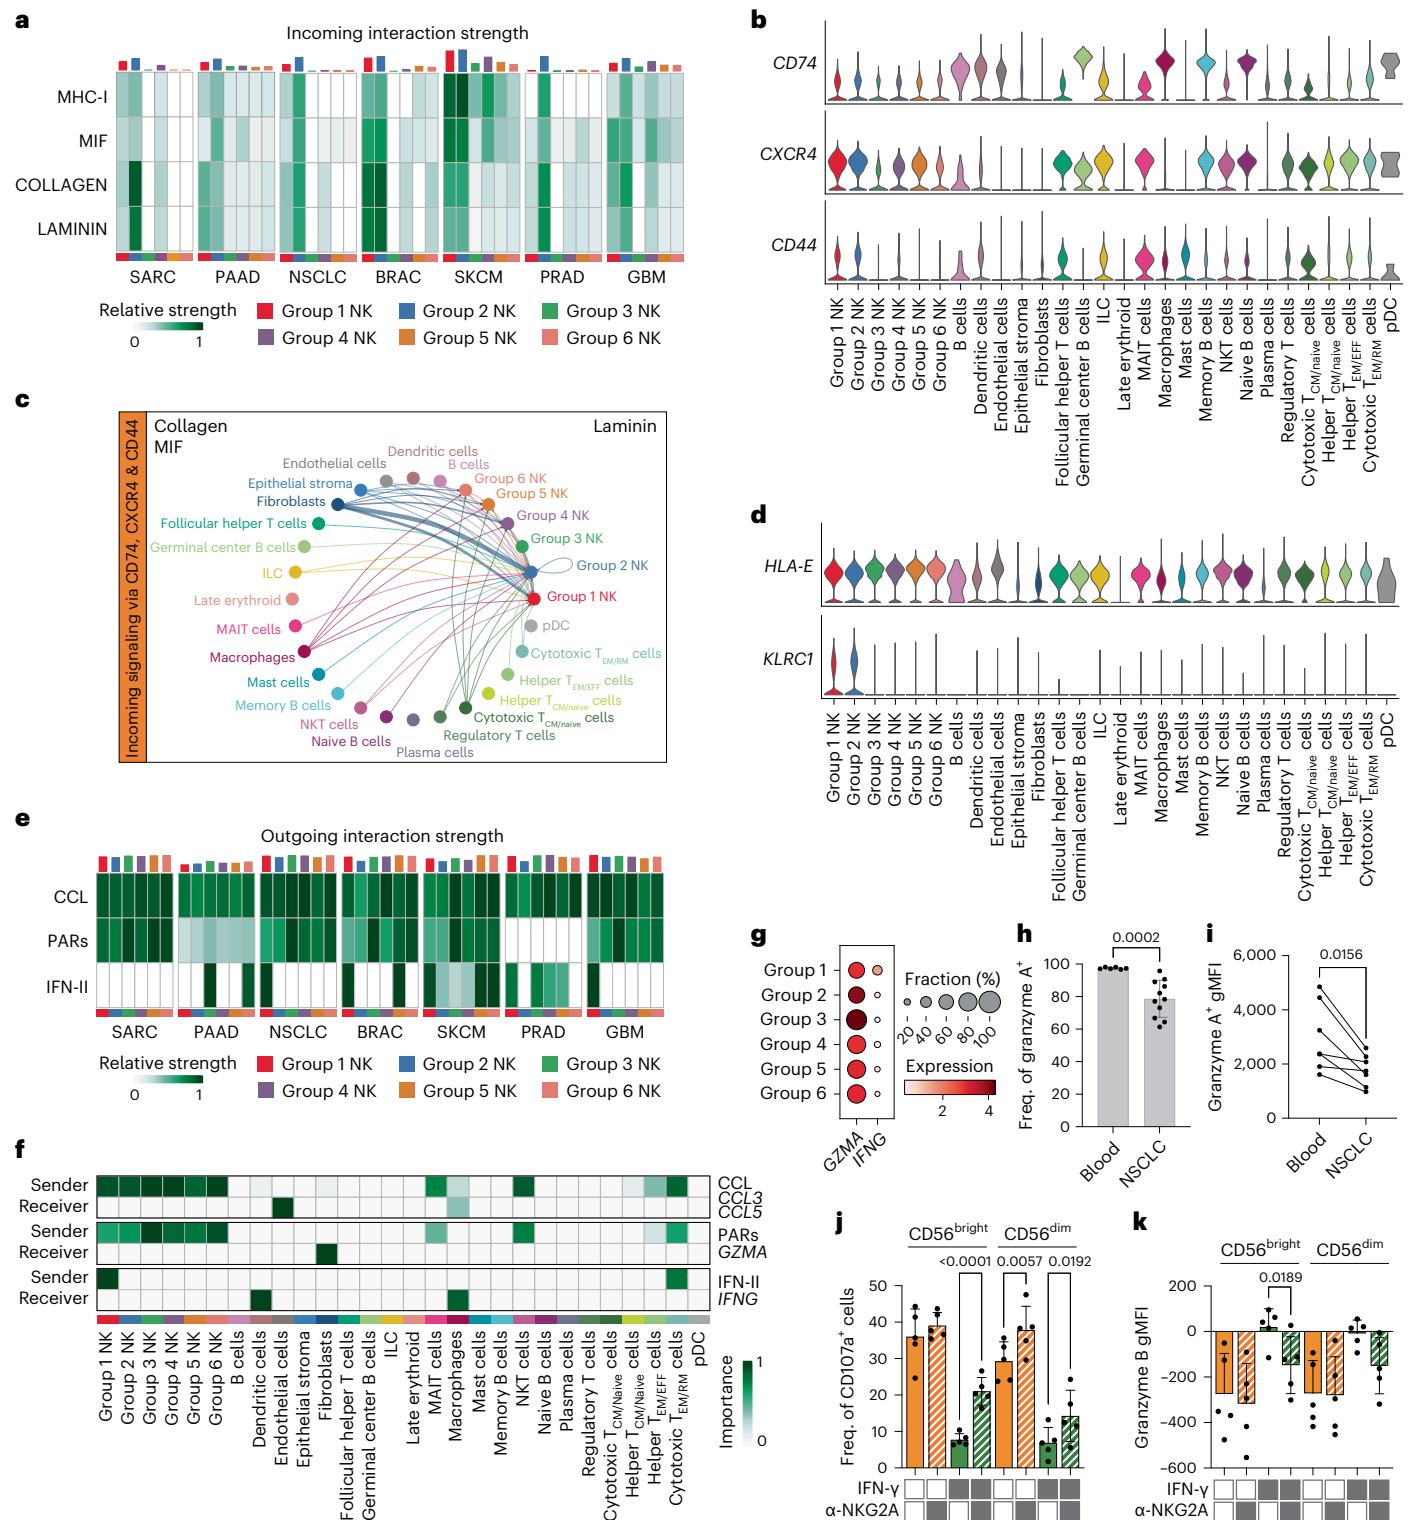 a
Incoming interaction strength
MHC-I
MIF
COLLAGEN
LAMININ
SARC PAAD NSCLC BRAC SKCM PRAD GBM
Relative strength
0 1
Group 1 NK Group 2 NK Group 3 NK
Group 4 NK Group 5 NK Group 6 NK
b
CD74
CXCR4
CD44
Group 1 NK
Group 2 NK
Group 3 NK
Group 4 NK
Group 5 NK
Group 6 NK
B cells
Dendritic cells
Endothelial cells
Epithelial stroma
Fibroblasts
Follicular helper T cells
Germinal center B cells
ILC
Late erythroid
MAIT cells
Macrophages
Mast cells
Memory B cells
NKT cells
Naive B cells
Plasma cells
Regulatory T cells
Cytotoxic TCM/naive cells
Helper TCM/naive cells
Helper TEM/EFF cells
Cytotoxic TEM/RM cells
pDC
c
Incoming signaling via CD74, CXCR4 & CD44
Collagen
MIF
Laminin
Dendritic cells
Endothelial cells
B cells
Epithelial stroma
Group 6 NK
Fibroblasts
Group 5 NK
Follicular helper T cells
Group 4 NK
Germinal center B cells
Group 3 NK
ILC
Group 2 NK
Late erythroid
Group 1 NK
MAIT cells
pDC
Macrophages
Cytotoxic TEM/RM cells
Mast cells
Helper TEM/EFF cells
Memory B cells
Helper TCM/naive cells
NKT cells
Cytotoxic TCM/naive cells
Naive B cells
Regulatory T cells
Plasma cells
d
HLA-E
KLRC1
Group 1 NK
Group 2 NK
Group 3 NK
Group 4 NK
Group 5 NK
Group 6 NK
B cells
Dendritic cells
Endothelial cells
Epithelial stroma
Fibroblasts
Follicular helper T cells
Germinal center B cells
ILC
Late erythroid
MAIT cells
Macrophages
Mast cells
Memory B cells
NKT cells
Naive B cells
Plasma cells
Regulatory T cells
Cytotoxic TCM/naive cells
Helper TCM/naive cells
Helper TEM/EFF cells
Cytotoxic TEM/RM cells
pDC
e
Outgoing interaction strength
CCL
PARs
IFN-II
SARC PAAD NSCLC BRAC SKCM PRAD GBM
Relative strength
0 1
Group 1 NK Group 2 NK Group 3 NK
Group 4 NK Group 5 NK Group 6 NK
f
Sender
Receiver
CCL
CCL3
CCL5
Sender
Receiver
PARs
GZMA
Sender
Receiver
IFN-II
IFNG
Group 1 NK
Group 2 NK
Group 3 NK
Group 4 NK
Group 5 NK
Group 6 NK
B cells
Dendritic cells
Endothelial cells
Epithelial stroma
Fibroblasts
Follicular helper T cells
Germinal center B cells
ILC
Late erythroid
MAIT cells
Macrophages
Mast cells
Memory B cells
NKT cells
Naive B cells
Plasma cells
Regulatory T cells
Cytotoxic TCM/Naive cells
Helper TCM/Naive cells
Helper TEM/EFF cells
Cytotoxic TEM/RM cells
pDC
Importance
1
0
g
Group 1
Group 2
Group 3
Group 4
Group 5
Group 6
GZMA
IFNG
Fraction (%)
20 40 60 80 100
Expression
2 4
h
0.0002
Freq. of granzyme A+
100
80
60
40
20
0
Blood
NSCLC
i
0.0156
Granzyme A+ gMFI
6,000
4,000
2,000
0
Blood
NSCLC
j
CD56bright CD56dim
<0.0001 0.0057 0.0192
Freq. of CD107a+ cells
50
40
30
20
10
0
IFN-γ
α-NKG2A
k
CD56bright CD56dim
0.0189
Granzyme B gMFI
200
0
−200
−400
−600
IFN-γ
α-NKG2A